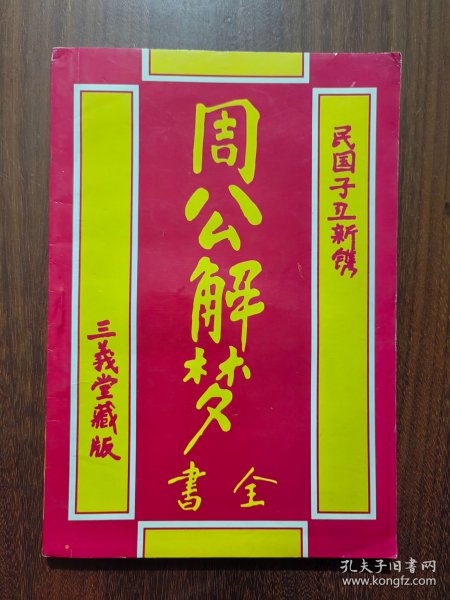 民国子丑新镌
周公解梦
全書
三義堂藏版
孔夫子旧书网
www.kongfz.com